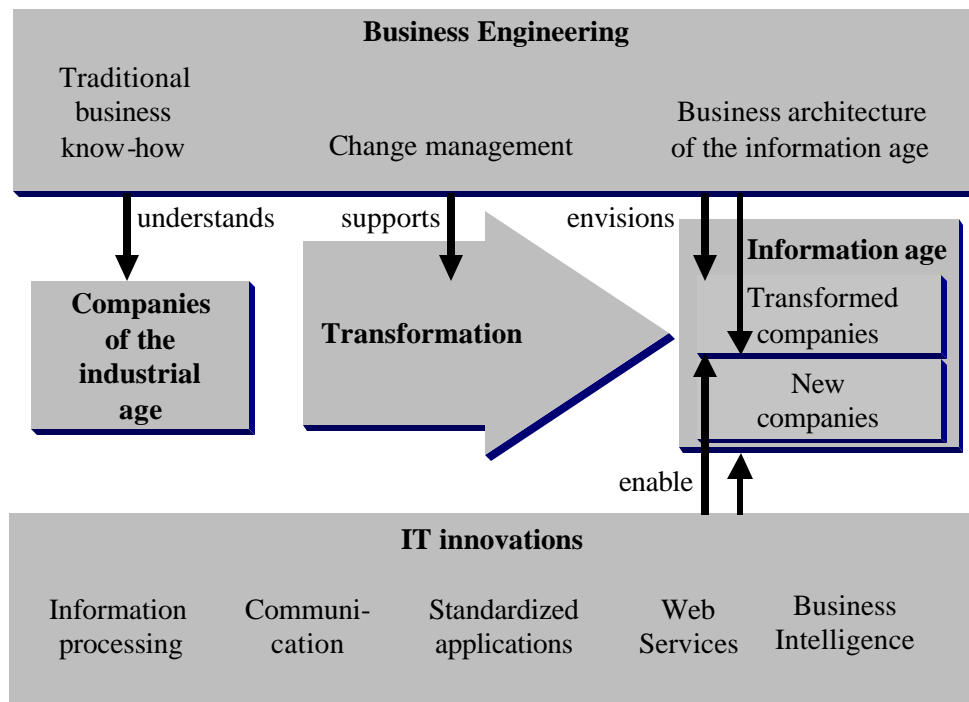 Business Engineering
Traditional
business
know-how
Change management
Business architecture
of the information age
understands
supports
envisions
Companies
of the
industrial
age
Transformation
Information age
Transformed
companies
New
companies
enable
IT innovations
Information
processing
Communi-
cation
Standardized
applications
Web
Services
Business
Intelligence